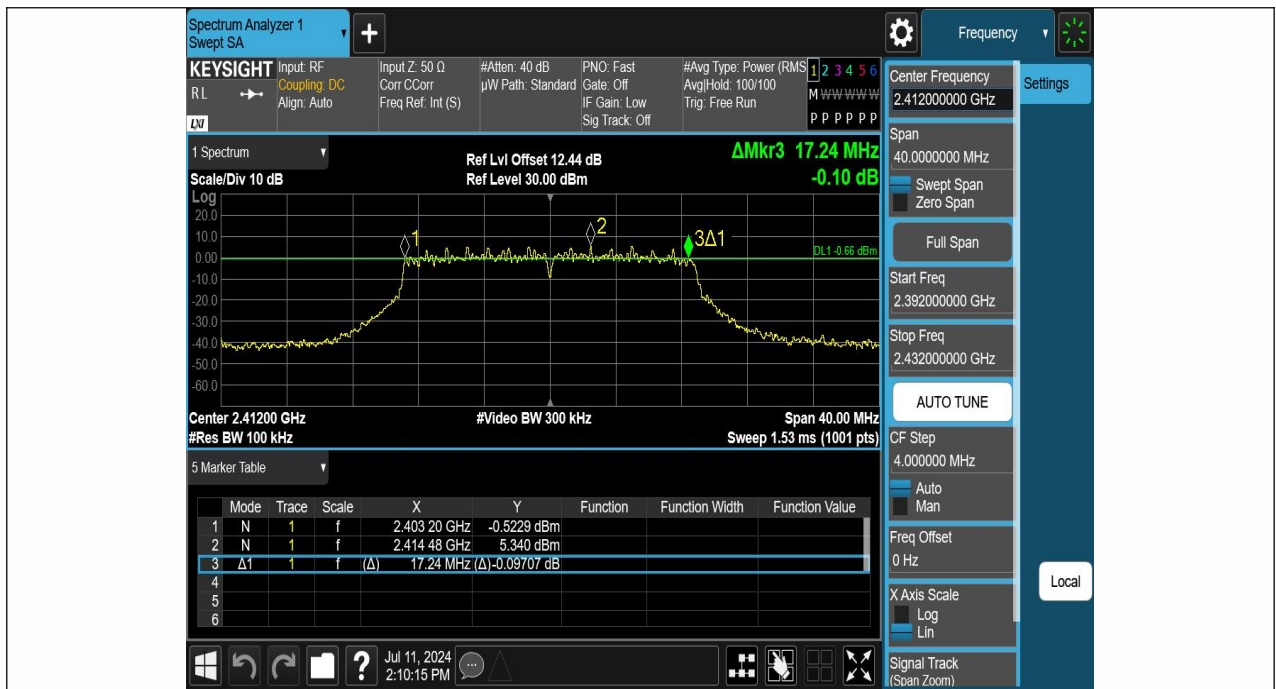 Spectrum Analyzer 1
Swept SA
+
Frequency
KEYSIGHT
RL
LXI
Input: RF
Coupling: DC
Align: Auto
Input Z: 50 Ω
Corr CCorr
Freq Ref: Int (S)
#Atten: 40 dB
µW Path: Standard
PNO: Fast
Gate: Off
IF Gain: Low
Sig Track: Off
#Avg Type: Power (RMS
Avg|Hold: 100/100
Trig: Free Run
1 2 3 4 5 6
M W W W W W
P P P P P P
1 Spectrum
Scale/Div 10 dB
Ref Lvl Offset 12.44 dB
Ref Level 30.00 dBm
ΔMkr3 17.24 MHz
-0.10 dB
Log
20.0
10.0
0.00
-10.0
-20.0
-30.0
-40.0
-50.0
-60.0
1
2
3Δ1
DL1 -0.66 dBm
Center 2.41200 GHz
#Video BW 300 kHz
Span 40.00 MHz
#Res BW 100 kHz
Sweep 1.53 ms (1001 pts)
5 Marker Table
Mode Trace Scale X Y Function Function Width Function Value
1 N 1 f 2.403 20 GHz -0.5229 dBm
2 N 1 f 2.414 48 GHz 5.340 dBm
3 Δ1 1 f (Δ) 17.24 MHz (Δ) -0.09707 dB
4
5
6
?
Jul 11, 2024
2:10:15 PM
Center Frequency
2.412000000 GHz
Span
40.0000000 MHz
Swept Span
Zero Span
Full Span
Start Freq
2.392000000 GHz
Stop Freq
2.432000000 GHz
AUTO TUNE
CF Step
4.000000 MHz
Auto
Man
Freq Offset
0 Hz
X Axis Scale
Log
Lin
Signal Track
(Span Zoom)
Settings
Local